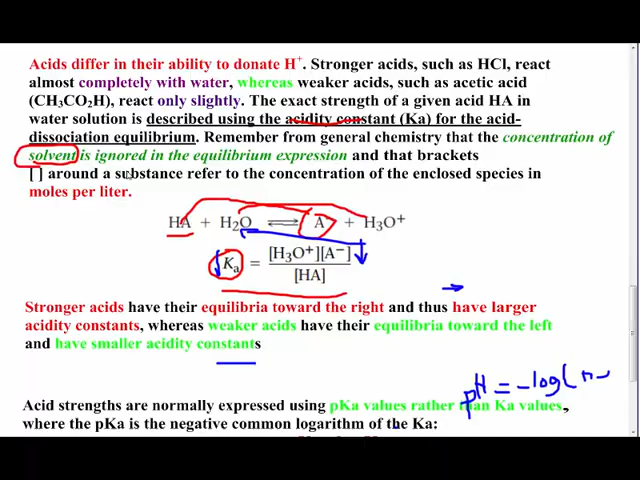 Acids differ in their ability to donate H⁺. Stronger acids, such as HCl, react
almost completely with water, whereas weaker acids, such as acetic acid
(CH3CO2H), react only slightly. The exact strength of a given acid HA in
water solution is described using the acidity constant (Ka) for the acid-
dissociation equilibrium. Remember from general chemistry that the concentration of
solvent is ignored in the equilibrium expression and that brackets
[ ] around a substance refer to the concentration of the enclosed species in
moles per liter.
HA + H₂O ⇌ A⁻ + H₃O⁺
Kₐ = [H₃O⁺][A⁻]
[HA]
Stronger acids have their equilibria toward the right and thus have larger
acidity constants, whereas weaker acids have their equilibria toward the left
and have smaller acidity constants
pH = -log(
Acid strengths are normally expressed using pKa values rather than Ka values,
where the pKa is the negative common logarithm of the Ka: